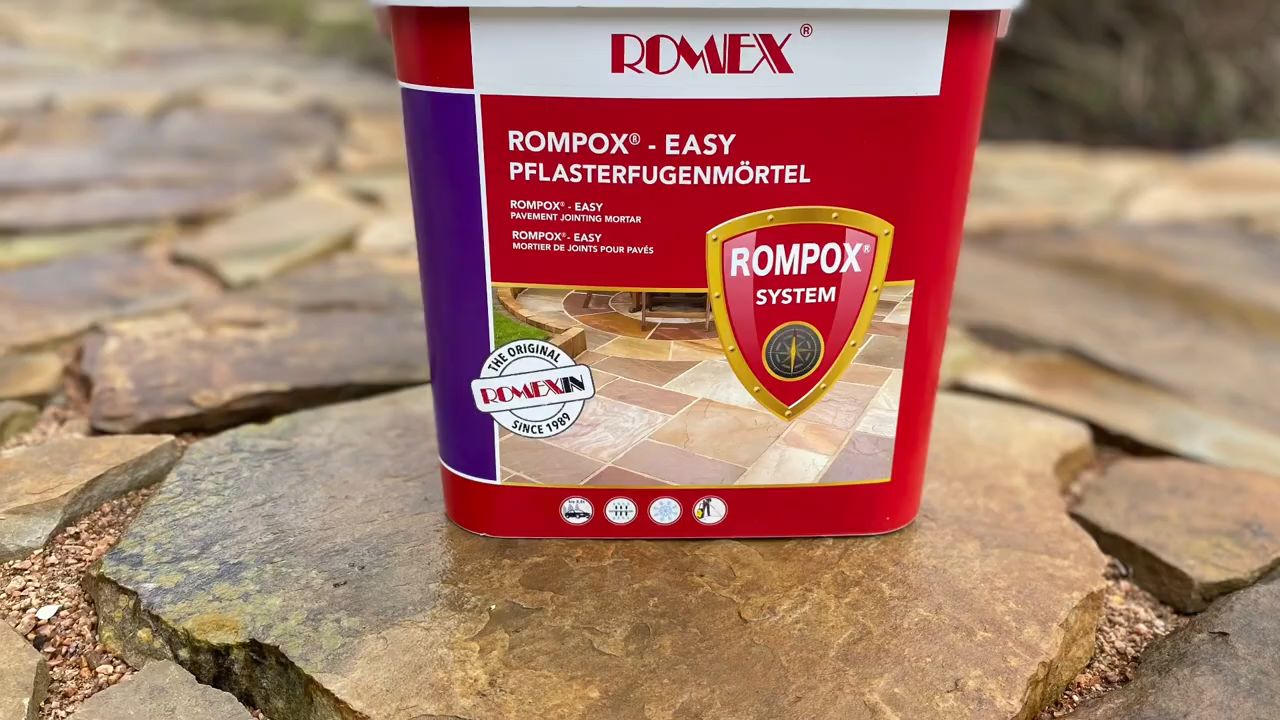 ROMEX®
ROMPOX® - EASY
PFLASTERFUGENMÖRTEL
ROMPOX® - EASY
PAVEMENT JOINTING MORTAR
ROMPOX® - EASY
MORTIER DE JOINTS POUR PAVÉS
ROMPOX®
SYSTEM
THE ORIGINAL
ROMEXIN
SINCE 1989